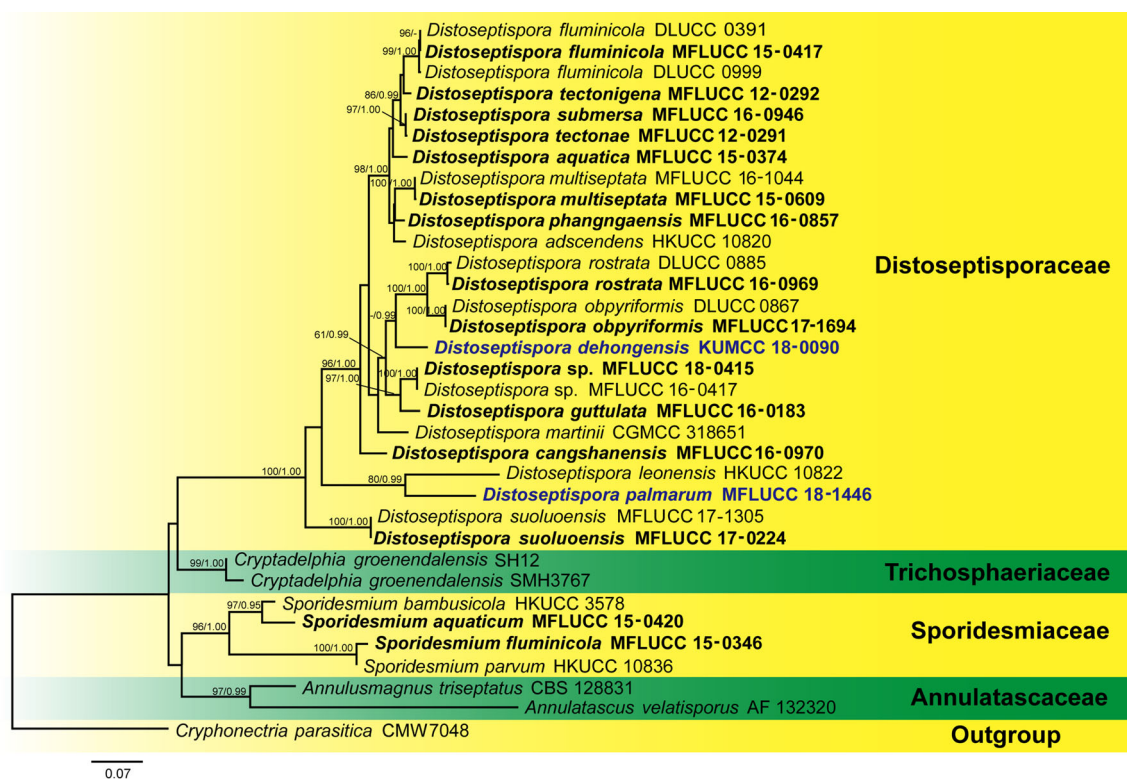 Distoseptispora fluminicola DLUCC 0391
96/-
99/1.00
Distoseptispora fluminicola MFLUCC 15-0417
Distoseptispora fluminicola DLUCC 0999
86/0.99
Distoseptispora tectonigena MFLUCC 12-0292
97/1.00
Distoseptispora submersa MFLUCC 16-0946
Distoseptispora tectonae MFLUCC 12-0291
Distoseptispora aquatica MFLUCC 15-0374
98/1.00
100/1.00
Distoseptispora multiseptata MFLUCC 16-1044
Distoseptispora multiseptata MFLUCC 15-0609
Distoseptispora phangngaensis MFLUCC 16-0857
Distoseptispora adscendens HKUCC 10820
Distoseptisporaceae
100/1.00
Distoseptispora rostrata DLUCC 0885
Distoseptispora rostrata MFLUCC 16-0969
100/1.00
100/1.00
Distoseptispora obpyriformis DLUCC 0867
Distoseptispora obpyriformis MFLUCC17-1694
-/0.99
Distoseptispora dehongensis KUMCC 18-0090
61/0.99
96/1.00
97/1.00
100/1.00
Distoseptispora sp. MFLUCC 18-0415
Distoseptispora sp. MFLUCC 16-0417
Distoseptispora guttulata MFLUCC 16-0183
Distoseptispora martinii CGMCC 318651
Distoseptispora cangshanensis MFLUCC16-0970
100/1.00
80/0.99
Distoseptispora leonensis HKUCC 10822
Distoseptispora palmarum MFLUCC 18-1446
100/1.00
Distoseptispora suoluoensis MFLUCC 17-1305
Distoseptispora suoluoensis MFLUCC 17-0224
99/1.00
Cryptadelphia groenendalensis SH12
Cryptadelphia groenendalensis SMH3767
Trichosphaeriaceae
97/0.95
Sporidesmium bambusicola HKUCC 3578
Sporidesmium aquaticum MFLUCC 15-0420
96/1.00
100/1.00
Sporidesmium fluminicola MFLUCC 15-0346
Sporidesmium parvum HKUCC 10836
Sporidesmiaceae
97/0.99
Annulusmagnus triseptatus CBS 128831
Annulatascus velatisporus AF 132320
Annulatascaceae
Cryphonectria parasitica CMW7048
Outgroup
0.07